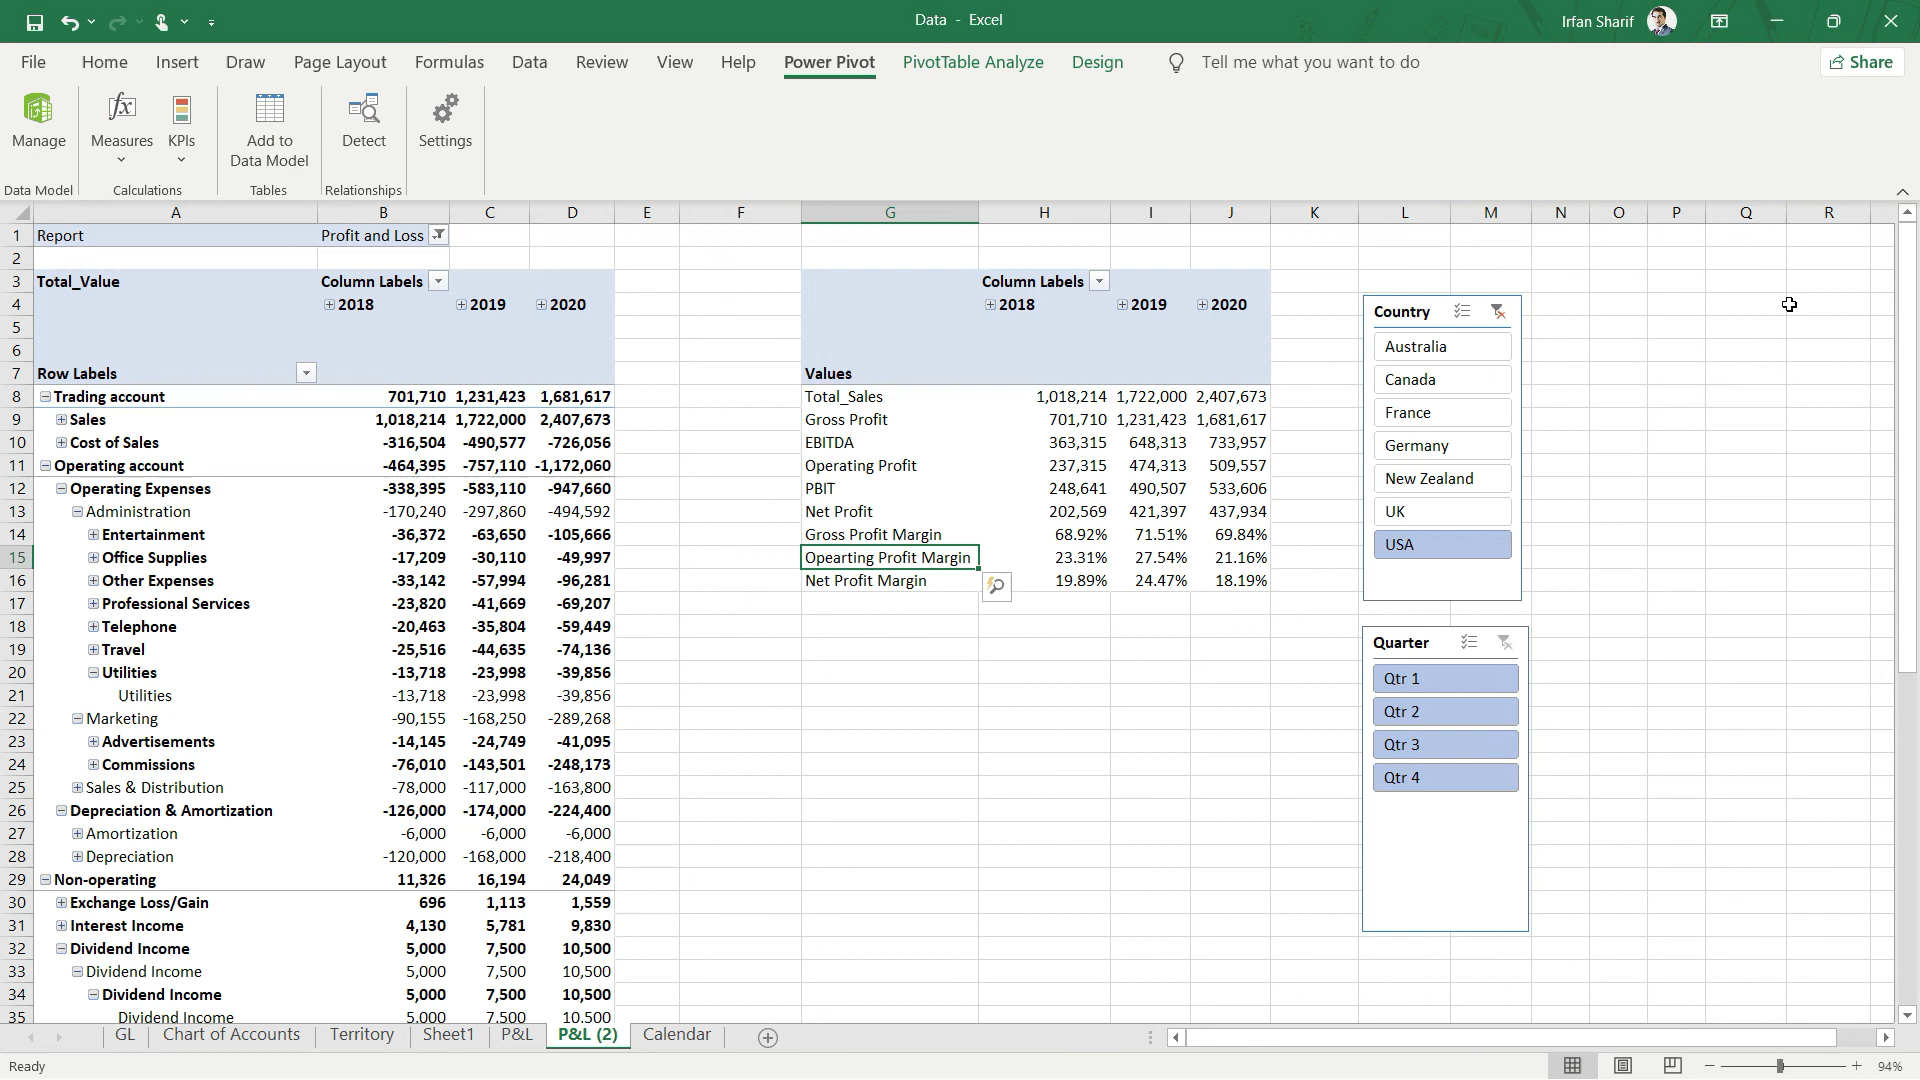 Data - Excel
Irfan Sharif
File Home Insert Draw Page Layout Formulas Data Review View Help Power Pivot PivotTable Analyze Design Tell me what you want to do Share
Manage Measures KPIs Add to Data Model Detect Settings
Data Model Calculations Tables Relationships
A B C D E F G H I J K L M N O P Q R
1 Report Profit and Loss
2
3 Total_Value Column Labels Column Labels
4 2018 2019 2020 2018 2019 2020
5
6
7 Row Labels Values
8 Trading account 701,710 1,231,423 1,681,617 Total_Sales 1,018,214 1,722,000 2,407,673
9 Sales 1,018,214 1,722,000 2,407,673 Gross Profit 701,710 1,231,423 1,681,617
10 Cost of Sales -316,504 -490,577 -726,056 EBITDA 363,315 648,313 733,957
11 Operating account -464,395 -757,110 -1,172,060 Operating Profit 237,315 474,313 509,557
12 Operating Expenses -338,395 -583,110 -947,660 PBIT 248,641 490,507 533,606
13 Administration -170,240 -297,860 -494,592 Net Profit 202,569 421,397 437,934
14 Entertainment -36,372 -63,650 -105,666 Gross Profit Margin 68.92% 71.51% 69.84%
15 Office Supplies -17,209 -30,110 -49,997 Opearting Profit Margin 23.31% 27.54% 21.16%
16 Other Expenses -33,142 -57,994 -96,281 Net Profit Margin 19.89% 24.47% 18.19%
17 Professional Services -23,820 -41,669 -69,207
18 Telephone -20,463 -35,804 -59,449
19 Travel -25,516 -44,635 -74,136
20 Utilities -13,718 -23,998 -39,856
21 Utilities -13,718 -23,998 -39,856
22 Marketing -90,155 -168,250 -289,268
23 Advertisements -14,145 -24,749 -41,095
24 Commissions -76,010 -143,501 -248,173
25 Sales & Distribution -78,000 -117,000 -163,800
26 Depreciation & Amortization -126,000 -174,000 -224,400
27 Amortization -6,000 -6,000 -6,000
28 Depreciation -120,000 -168,000 -218,400
29 Non-operating 11,326 16,194 24,049
30 Exchange Loss/Gain 696 1,113 1,559
31 Interest Income 4,130 5,781 9,830
32 Dividend Income 5,000 7,500 10,500
33 Dividend Income 5,000 7,500 10,500
34 Dividend Income 5,000 7,500 10,500
35 Dividend Income 5,000 7,500 10,500
Country
Australia
Canada
France
Germany
New Zealand
UK
USA
Quarter
Qtr 1
Qtr 2
Qtr 3
Qtr 4
GL Chart of Accounts Territory Sheet1 P&L P&L (2) Calendar
Ready 94%